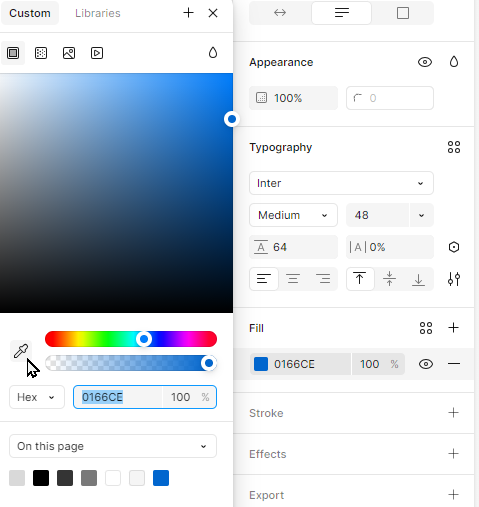 Custom Libraries
Hex 0166CE 100 %
On this page
Appearance
100% 0
Typography
Inter
Medium 48
A 64 |A| 0%
Fill
0166CE 100 %
Stroke
Effects
Export